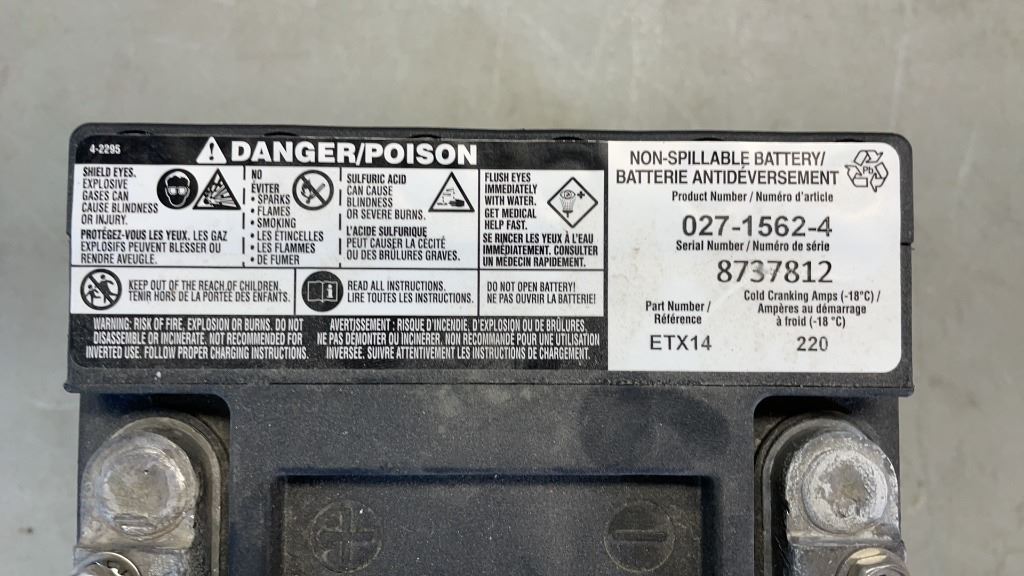 4-2295
DANGER/POISON
SHIELD EYES.
EXPLOSIVE
GASES CAN
CAUSE BLINDNESS
OR INJURY.
PROTÉGEZ-VOUS LES YEUX. LES GAZ
EXPLOSIFS PEUVENT BLESSER OU
RENDRE AVEUGLE.
NO
ÉVITER
• SPARKS
• FLAMES
• SMOKING
• LES ÉTINCELLES
• LES FLAMMES
• DE FUMER
SULFURIC ACID
CAN CAUSE
BLINDNESS
OR SEVERE BURNS.
L'ACIDE SULFURIQUE
PEUT CAUSER LA CÉCITÉ
OU DES BRÛLURES GRAVES.
FLUSH EYES
IMMEDIATELY
WITH WATER.
GET MEDICAL
HELP FAST.
SE RINCER LES YEUX À L'EAU
IMMÉDIATEMENT. CONSULTER
UN MÉDECIN RAPIDEMENT.
KEEP OUT OF THE REACH OF CHILDREN.
TENIR HORS DE LA PORTÉE DES ENFANTS.
READ ALL INSTRUCTIONS.
LIRE TOUTES LES INSTRUCTIONS.
DO NOT OPEN BATTERY!
NE PAS OUVRIR LA BATTERIE!
WARNING: RISK OF FIRE, EXPLOSION OR BURNS. DO NOT
DISASSEMBLE OR INCINERATE. NOT RECOMMENDED FOR
INVERTED USE. FOLLOW PROPER CHARGING INSTRUCTIONS.
AVERTISSEMENT : RISQUE D'INCENDIE, D'EXPLOSION OU DE BRÛLURES.
NE PAS DÉMONTER OU INCINÉRER. NON RECOMMANDÉ POUR UNE UTILISATION
INVERSÉE. SUIVRE ATTENTIVEMENT LES INSTRUCTIONS DE CHARGEMENT.
NON-SPILLABLE BATTERY/
BATTERIE ANTIDÉVERSEMENT
Pb
Product Number / Numéro d'article
027-1562-4
Serial Number / Numéro de série
8737812
Part Number /
Référence
ETX14
Cold Cranking Amps (-18°C) /
Ampères au démarrage
à froid (-18 °C)
220
+
−